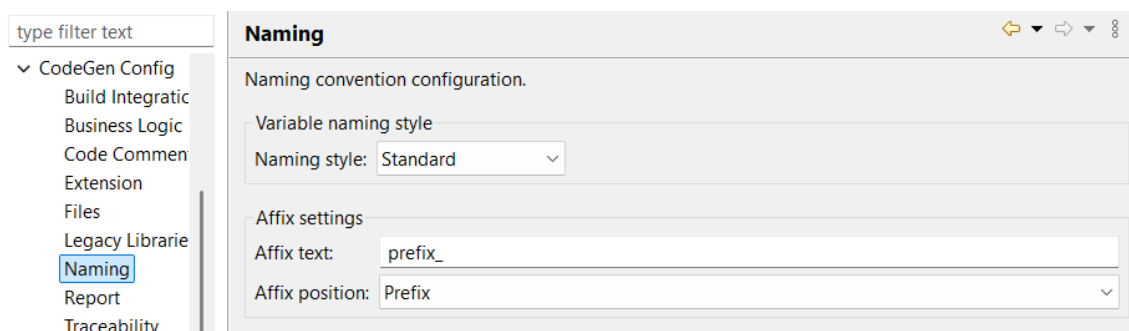 type filter text
CodeGen Config
Build Integratic
Business Logic
Code Commen
Extension
Files
Legacy Librarie
Naming
Report
Traceability
Naming
Naming convention configuration.
Variable naming style
Naming style: Standard
Affix settings
Affix text: prefix_
Affix position: Prefix